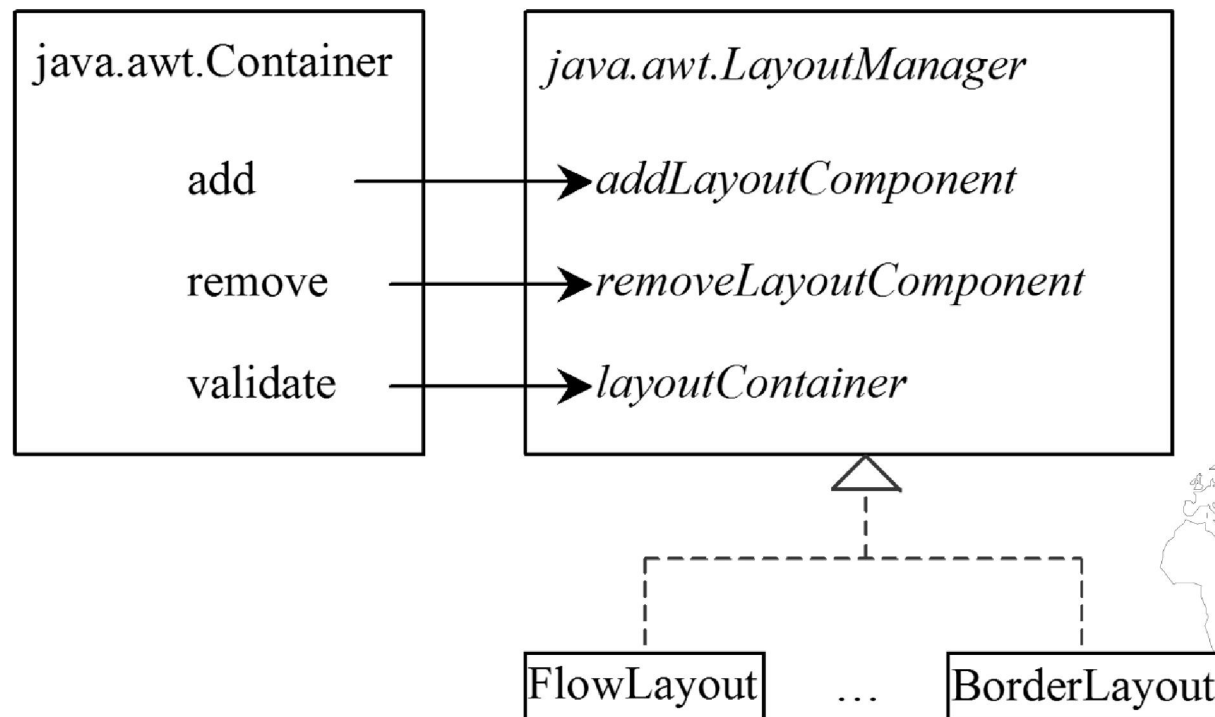 java.awt.Container
java.awt.LayoutManager
add
addLayoutComponent
remove
removeLayoutComponent
validate
layoutContainer
FlowLayout
...
BorderLayout